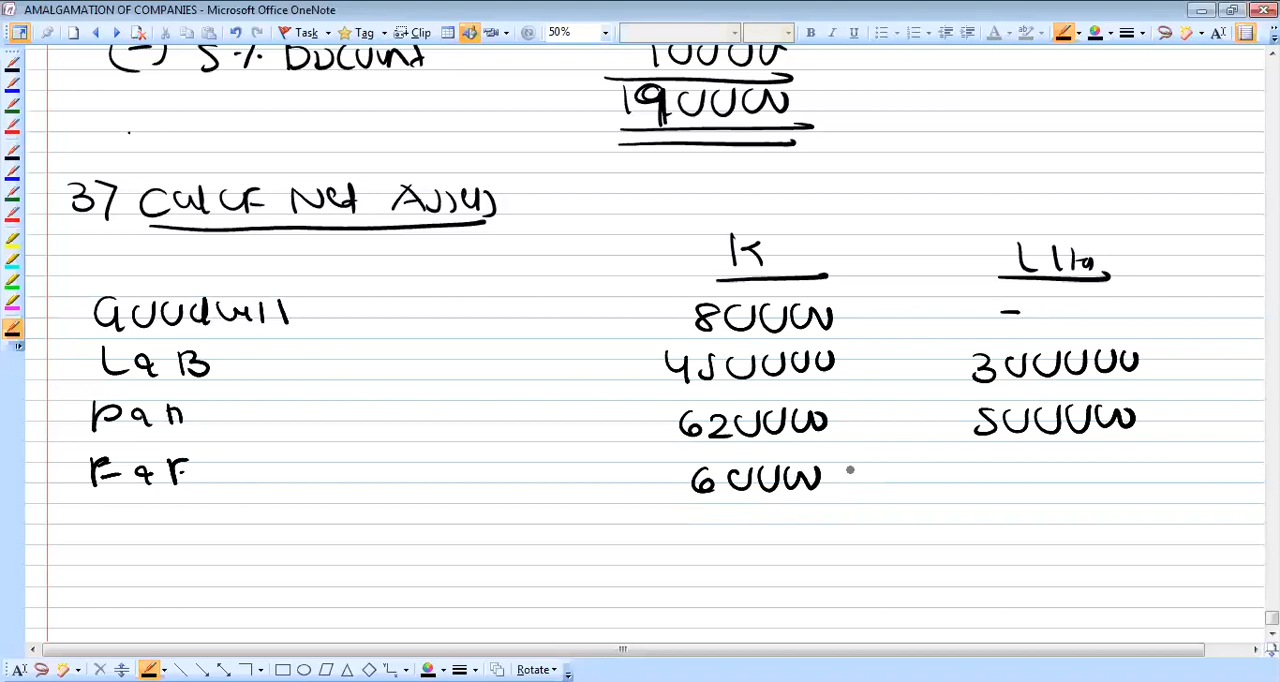 AMALGAMATION OF COMPANIES - Microsoft Office OneNote
Task Tag Clip 50% B I U
(-) 5% Discount 10000
190000
37 Cal of Net Assets
K L Ltd
Goodwill 80000 -
L & B 450000 300000
P & M 620000 500000
F & F 60000
Rotate